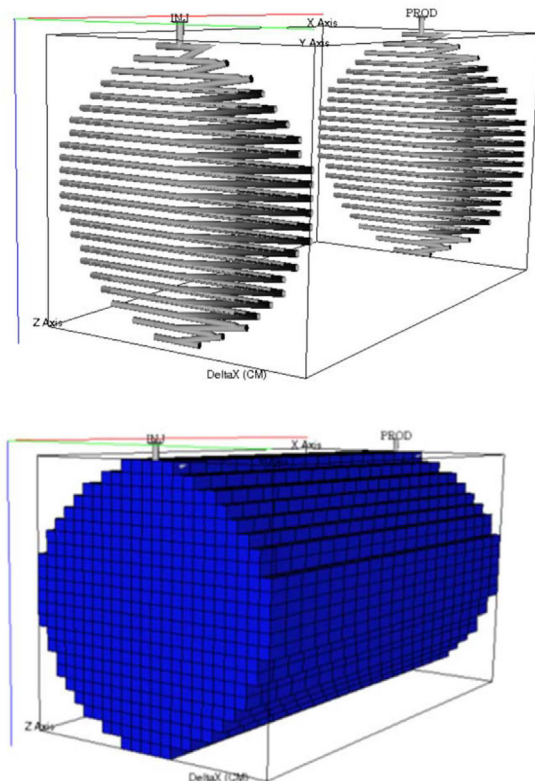 INJ
X Axis
PROD
Y Axis
Z Axis
DeltaX (CM)
INJ
X Axis
PROD
Z Axis
DeltaX (CM)